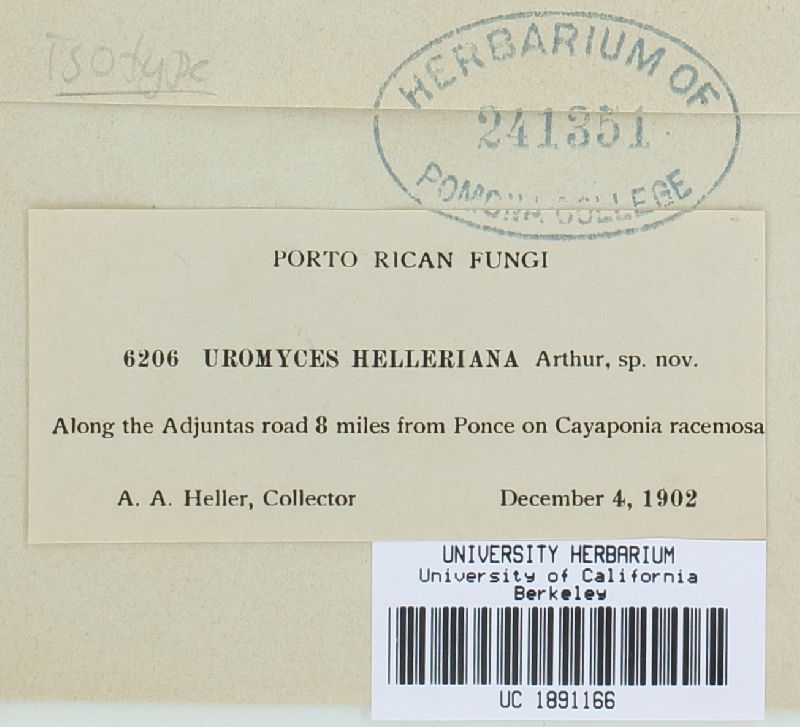 Isotype
HERBARIUM OF
241351
POMONA COLLEGE
PORTO RICAN FUNGI
6206 UROMYCES HELLERIANA Arthur, sp. nov.
Along the Adjuntas road 8 miles from Ponce on Cayaponia racemosa
A. A. Heller, Collector December 4, 1902
UNIVERSITY HERBARIUM
University of California
Berkeley
UC 1891166